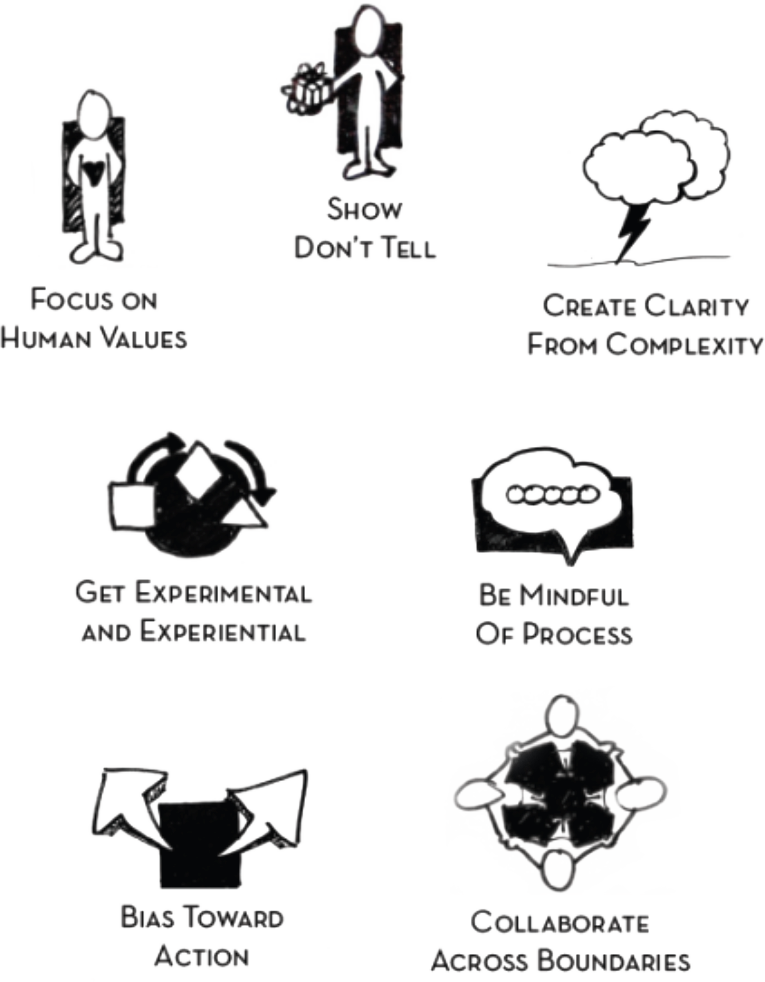 Show
Don't Tell
Focus on
Human Values
Create Clarity
From Complexity
Get Experimental
and Experiential
Be Mindful
Of Process
Bias Toward
Action
Collaborate
Across Boundaries